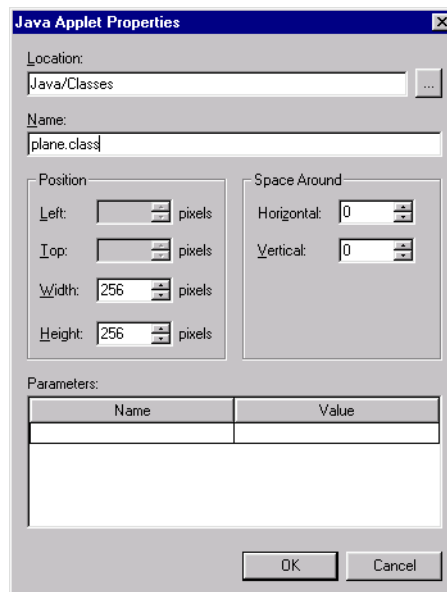 Java Applet Properties
Location:
Java/Classes
...
Name:
plane.class
Position
Left: pixels
Top: pixels
Width: 256 pixels
Height: 256 pixels
Space Around
Horizontal: 0
Vertical: 0
Parameters:
Name Value
OK Cancel